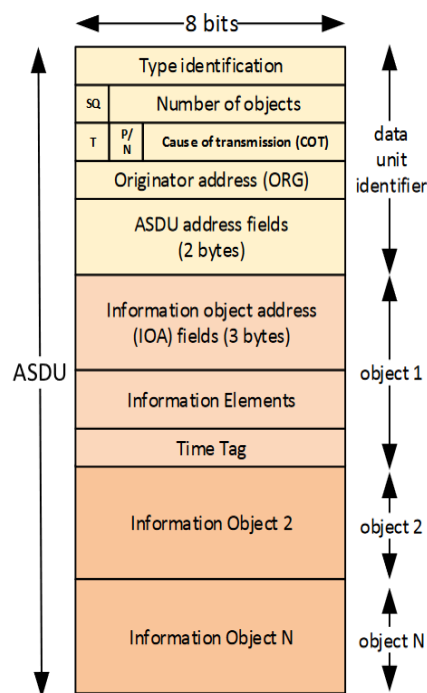 8 bits
Type identification
SQ
Number of objects
T
P/
N
Cause of transmission (COT)
Originator address (ORG)
ASDU address fields
(2 bytes)
data
unit
identifier
Information object address
(IOA) fields (3 bytes)
Information Elements
Time Tag
object 1
ASDU
Information Object 2
object 2
Information Object N
object N